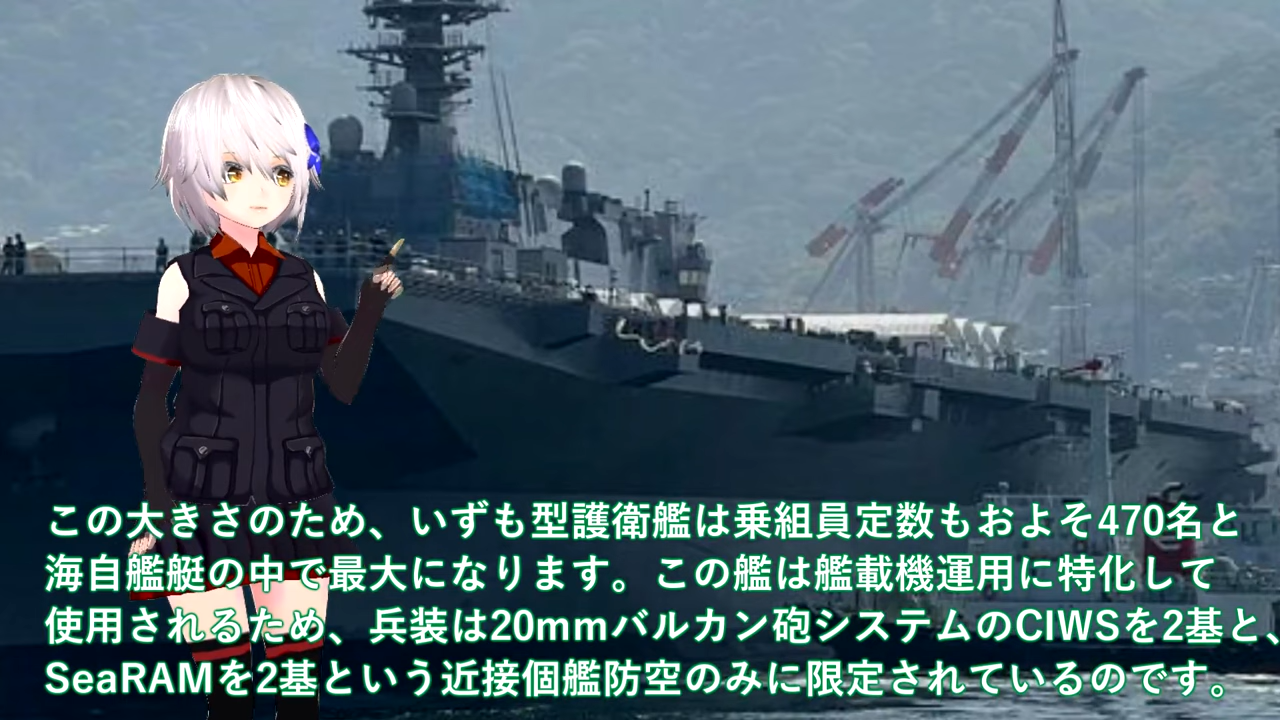 この大きさのため、いずも型護衛艦は乗組員定数もおよそ470名と
海自艦艇の中で最大になります。この艦は艦載機運用に特化して
使用されるため、兵装は20mmバルカン砲システムのCIWSを2基と、
SeaRAMを2基という近接個艦防空のみに限定されているのです。